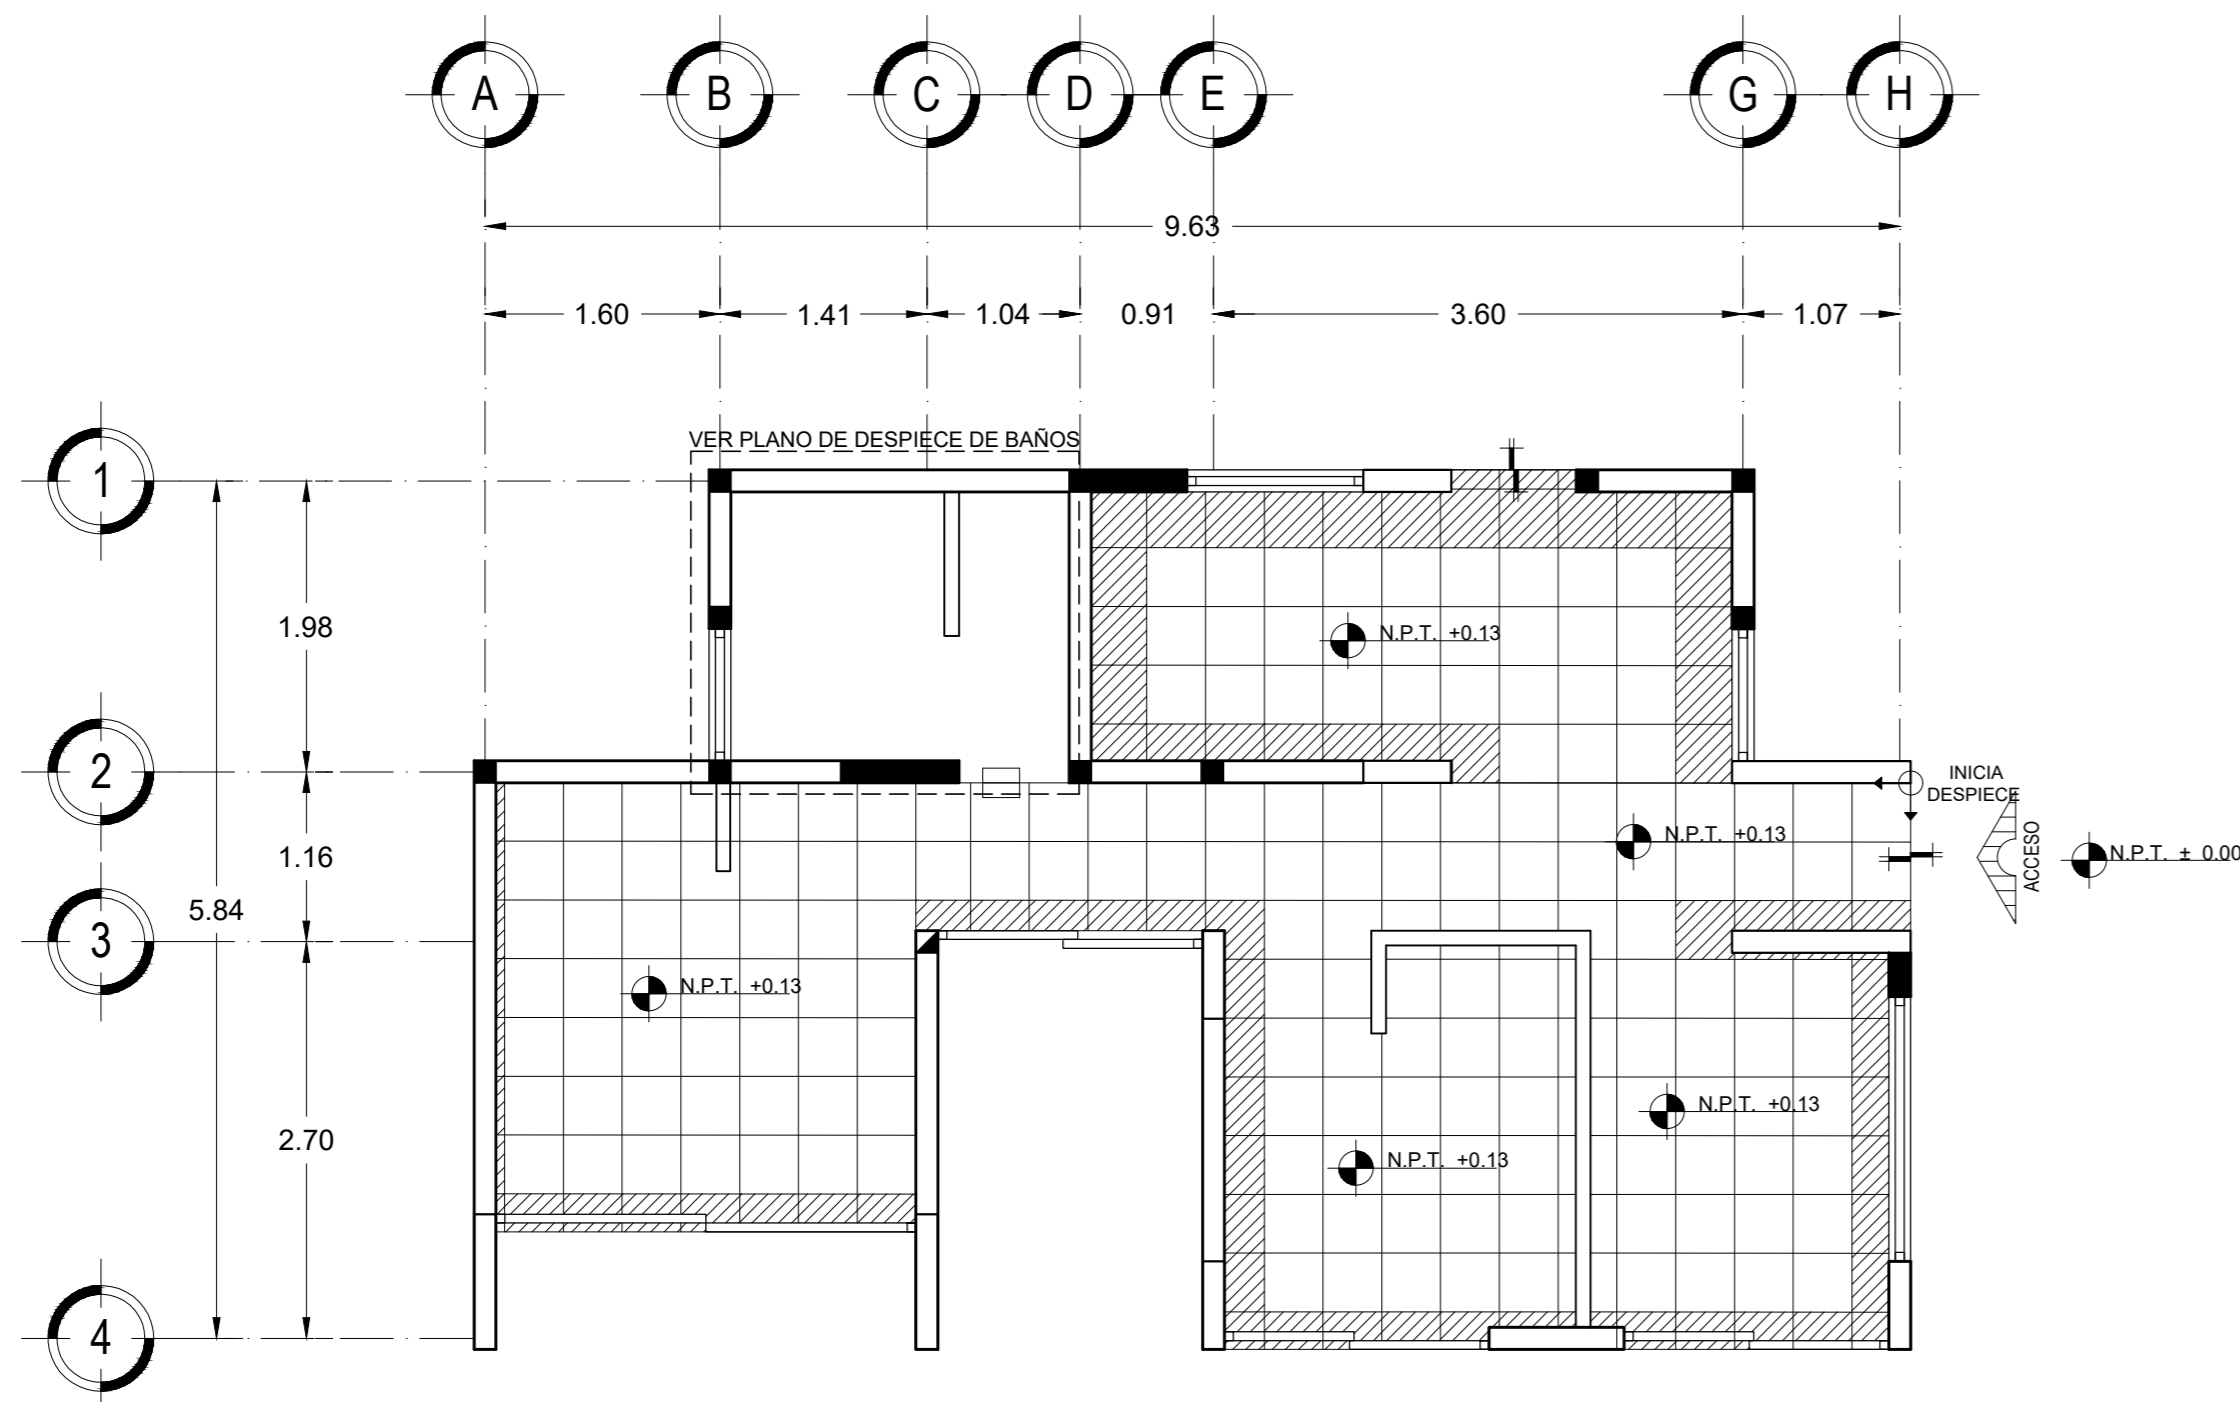 A B C D E G H
9.63
1.60 1.41 1.04 0.91 3.60 1.07
VER PLANO DE DESPIECE DE BAÑOS
1
1.98
N.P.T. +0.13
2
INICIA
DESPIECE
N.P.T. +0.13
1.16
ACCESO
N.P.T. ± 0.00
5.84
3
N.P.T. +0.13
2.70
N.P.T. +0.13
N.P.T. +0.13
4